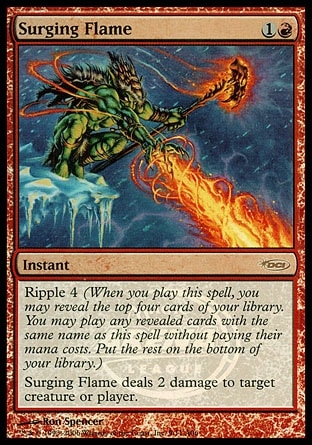 Surging Flame 1
Instant DCI
Ripple 4 (When you play this spell, you
may reveal the top four cards of your library.
You may play any revealed cards with the
same name as this spell without paying their
mana costs. Put the rest on the bottom
of your library.)
Surging Flame deals 2 damage to target
creature or player.
LEAGUE
Ron Spencer